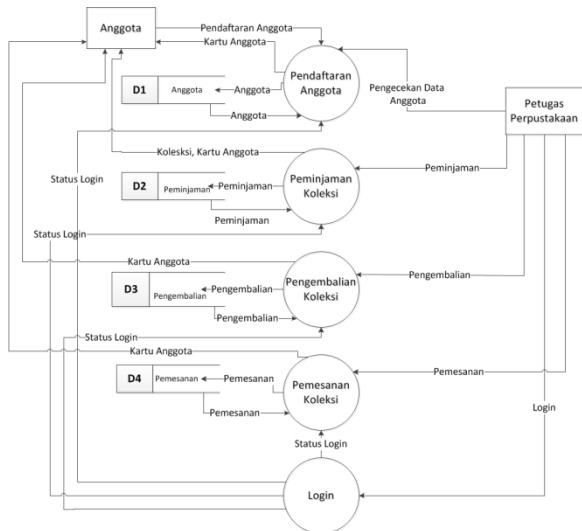 Pendaftaran Anggota
Anggota
Kartu Anggota
Pendaftaran
Anggota
D1
Anggota
Anggota
Anggota
Pengecekan Data
Anggota
Petugas
Perpustakaan
Status Login
Kolesksi, Kartu Anggota
Peminjaman
Koleksi
Peminjaman
D2
Peminjaman
Peminjaman
Peminjaman
Status Login
Kartu Anggota
Pengembalian
Koleksi
Pengembalian
D3
Pengembalian
Pengembalian
Pengembalian
Status Login
Kartu Anggota
Pemesanan
Koleksi
Pemesanan
D4
Pemesanan
Pemesanan
Pemesanan
Login
Status Login
Login